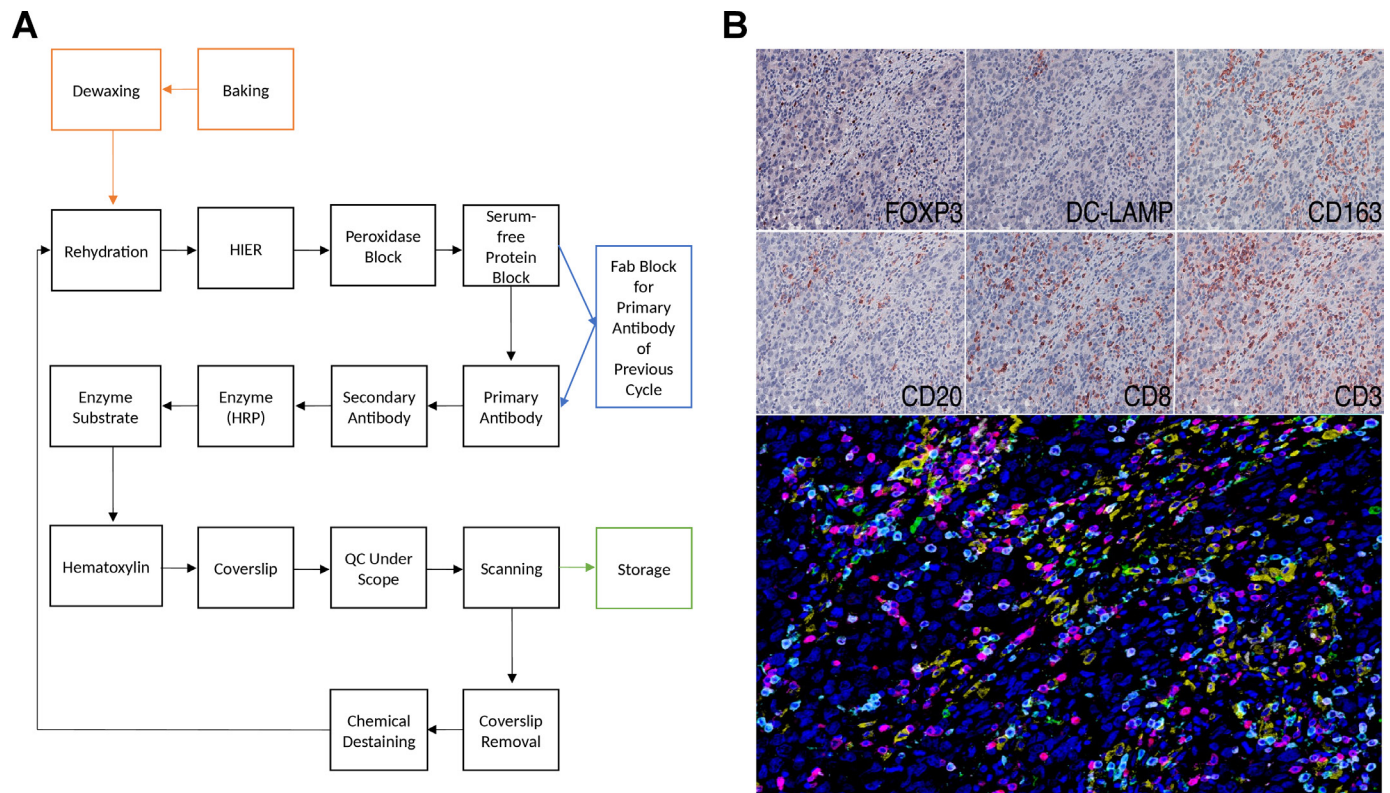 A
Dewaxing
Baking
Rehydration
HIER
Peroxidase
Block
Serum-
free
Protein
Block
Fab Block
for
Primary
Antibody
of
Previous
Cycle
Enzyme
Substrate
Enzyme
(HRP)
Secondary
Antibody
Primary
Antibody
Hematoxylin
Coverslip
QC Under
Scope
Scanning
Storage
Chemical
Destaining
Coverslip
Removal
B
FOXP3
DC-LAMP
CD163
CD20
CD8
CD3